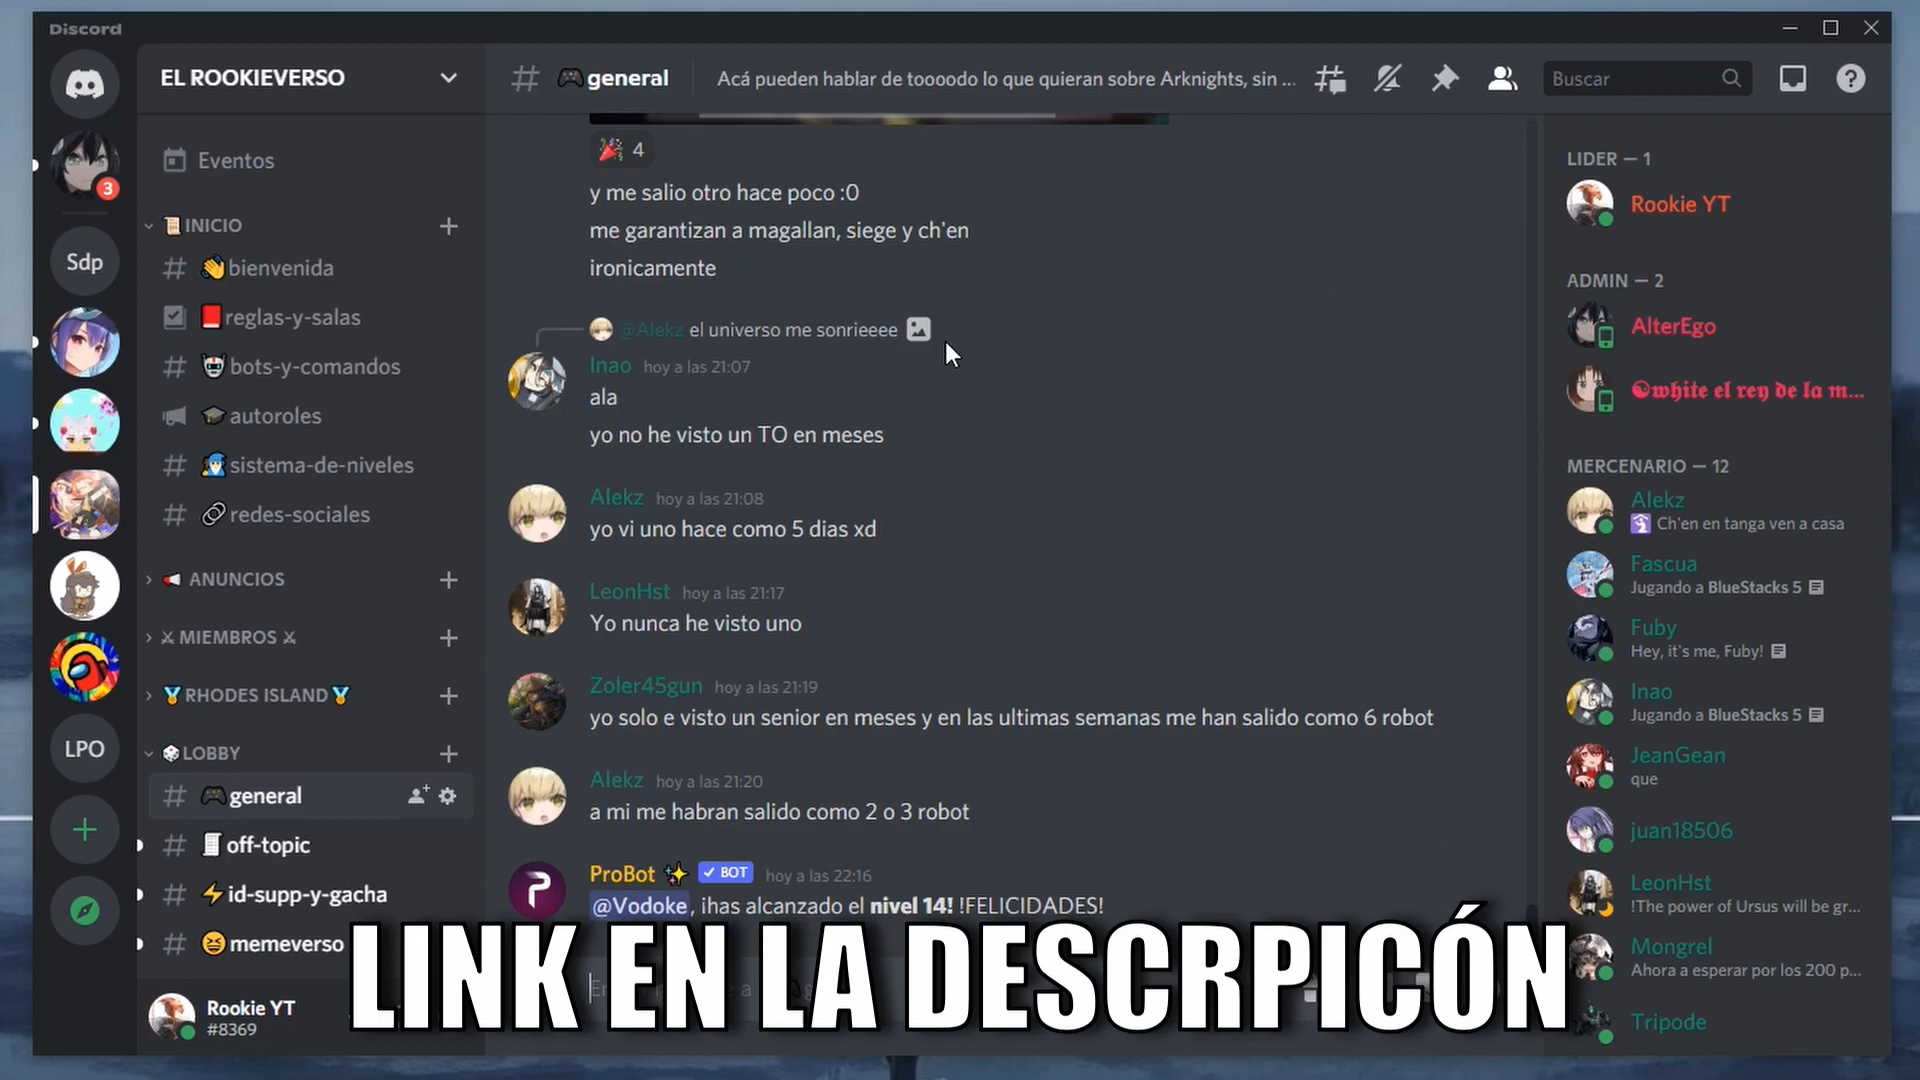 Discord
EL ROOKIEVERSO
general
Acá pueden hablar de toooodo lo que quieran sobre Arknights, sin ...
Buscar
3
Sdp
LPO
Eventos
INICIO
bienvenida
reglas-y-salas
bots-y-comandos
autoroles
sistema-de-niveles
redes-sociales
ANUNCIOS
MIEMBROS
RHODES ISLAND
LOBBY
general
off-topic
id-supp-y-gacha
memeverso
Rookie YT
#8369
4
y me salio otro hace poco :0
me garantizan a magallan, siege y ch'en
ironicamente
@Alekz el universo me sonrieeee
Inao hoy a las 21:07
ala
yo no he visto un TO en meses
Alekz hoy a las 21:08
yo vi uno hace como 5 dias xd
LeonHst hoy a las 21:17
Yo nunca he visto uno
Zoler45gun hoy a las 21:19
yo solo e visto un senior en meses y en las ultimas semanas me han salido como 6 robot
Alekz hoy a las 21:20
a mi me habran salido como 2 o 3 robot
ProBot BOT hoy a las 22:16
@Vodoke, ¡has alcanzado el nivel 14! !FELICIDADES!
LINK EN LA DESCRPICÓN
LIDER — 1
Rookie YT
ADMIN — 2
AlterEgo
white el rey de la m...
MERCENARIO — 12
Alekz
Ch'en en tanga ven a casa
Fascua
Jugando a BlueStacks 5
Fuby
Hey, it's me, Fuby!
Inao
Jugando a BlueStacks 5
JeanGean
que
juan18506
LeonHst
!The power of Ursus will be gr...
Mongrel
Ahora a esperar por los 200 p...
Tripode